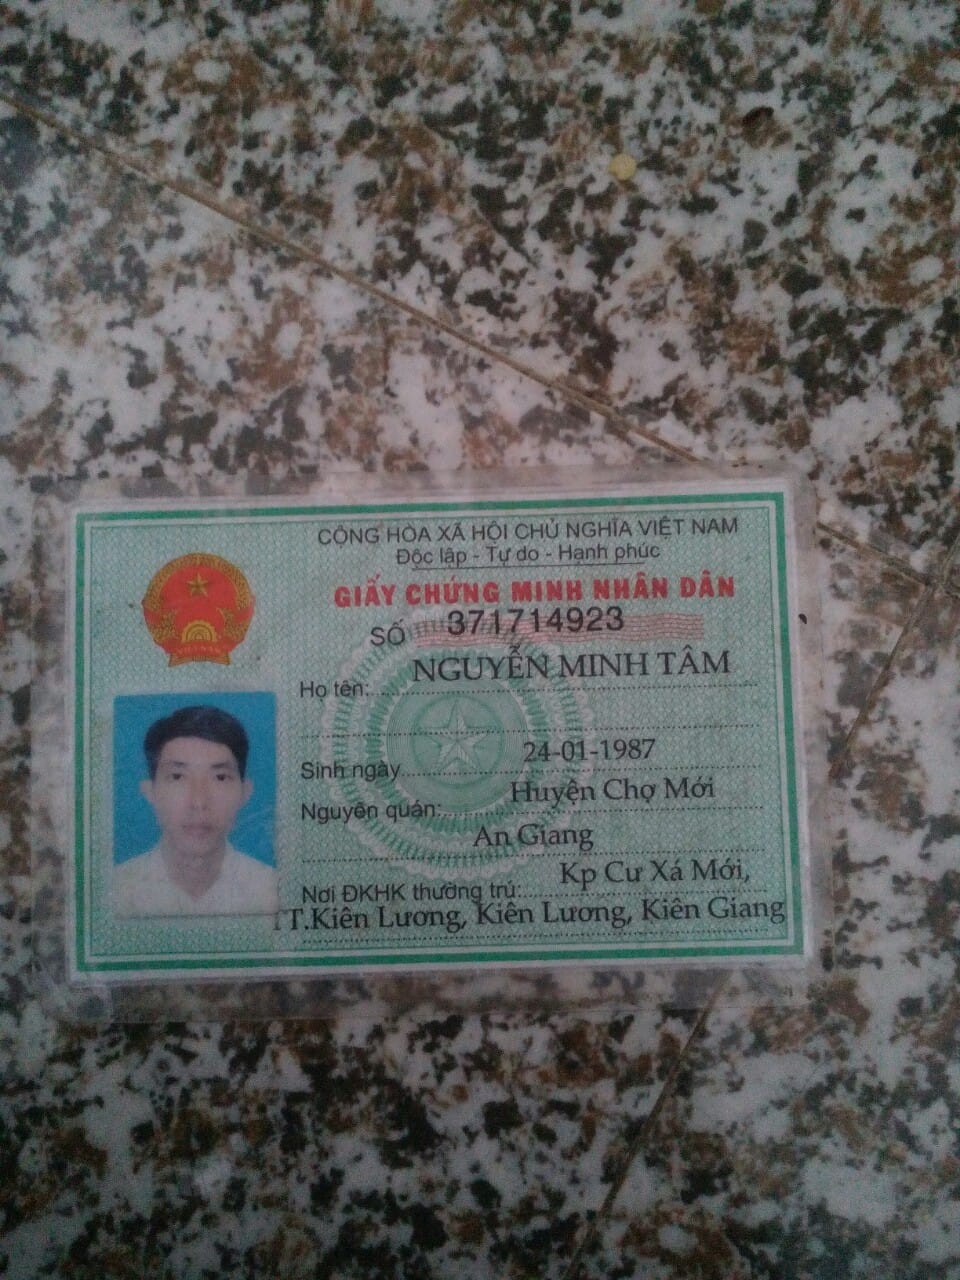 CỘNG HÒA XÃ HỘI CHỦ NGHĨA VIỆT NAM
Độc lập - Tự do - Hạnh phúc
GIẤY CHỨNG MINH NHÂN DÂN
SỐ 371714923
Họ tên: NGUYỄN MINH TÂM
Sinh ngày 24-01-1987
Nguyên quán: Huyện Chợ Mới
An Giang
Nơi ĐKHK thường trú: Kp Cư Xá Mới,
TT.Kiên Lương, Kiên Lương, Kiên Giang
VIỆT NAM